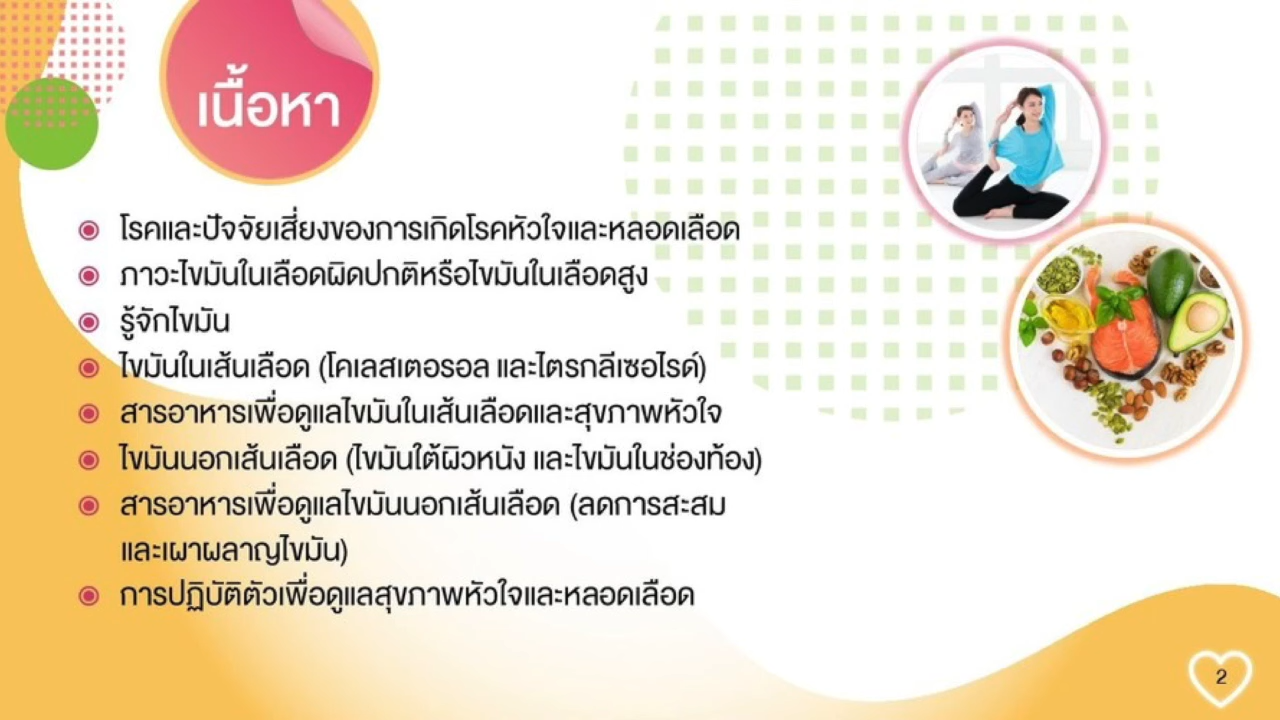 เนื้อหา
โรคและปัจจัยเสี่ยงของการเกิดโรคหัวใจและหลอดเลือด
ภาวะไขมันในเลือดผิดปกติหรือไขมันในเลือดสูง
รู้จักไขมัน
ไขมันในเส้นเลือด (โคเลสเตอรอล และไตรกลีเซอไรด์)
สารอาหารเพื่อดูแลไขมันในเส้นเลือดและสุขภาพหัวใจ
ไขมันนอกเส้นเลือด (ไขมันใต้ผิวหนัง และไขมันในช่องท้อง)
สารอาหารเพื่อดูแลไขมันนอกเส้นเลือด (ลดการสะสม
และเผาผลาญไขมัน)
การปฏิบัติตัวเพื่อดูแลสุขภาพหัวใจและหลอดเลือด
2